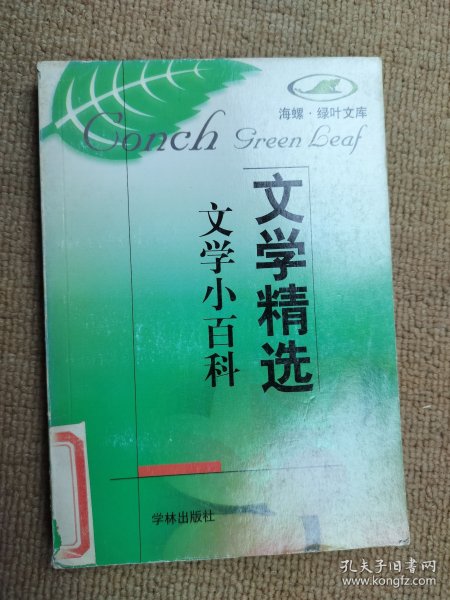 海螺·绿叶文库
Conch Green Leaf
文学精选
文学小百科
学林出版社
孔夫子旧书网
www.kongfz.com